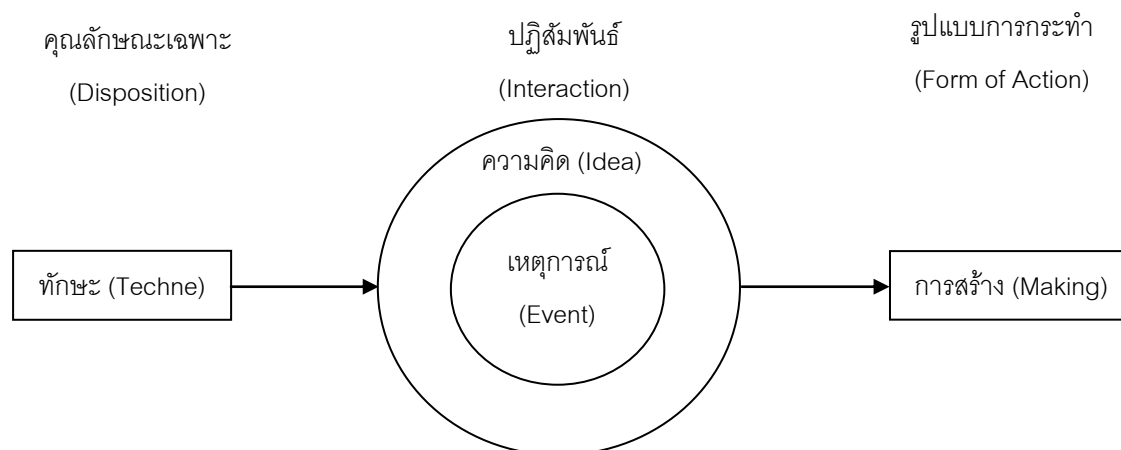 คุณลักษณะเฉพาะ
(Disposition)
ปฏิสัมพันธ์
(Interaction)
รูปแบบการกระทำ
(Form of Action)
ความคิด (Idea)
เหตุการณ์
(Event)
ทักษะ (Techne)
การสร้าง (Making)